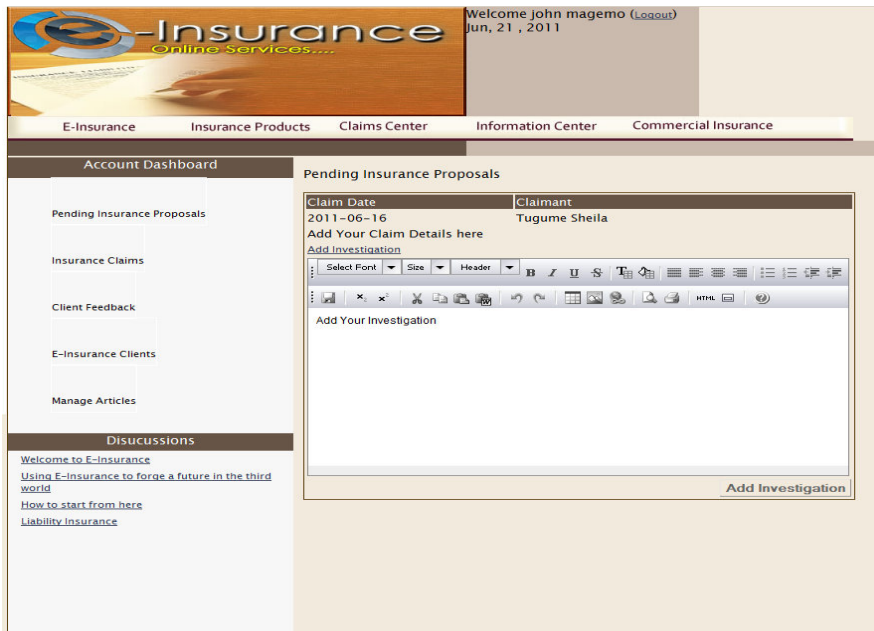 e-Insurance
Online Services....
Welcome john magemo (Logout)
Jun, 21 , 2011
E-Insurance Insurance Products Claims Center Information Center Commercial Insurance
Account Dashboard
Pending Insurance Proposals
Insurance Claims
Client Feedback
E-Insurance Clients
Manage Articles
Disucussions
Welcome to E-Insurance
Using E-Insurance to forge a future in the third
world
How to start from here
Liability Insurance
Pending Insurance Proposals
Claim Date Claimant
2011-06-16 Tugume Sheila
Add Your Claim Details here
Add Investigation
Select Font Size Header B I U S
HTML
Add Your Investigation
Add Investigation